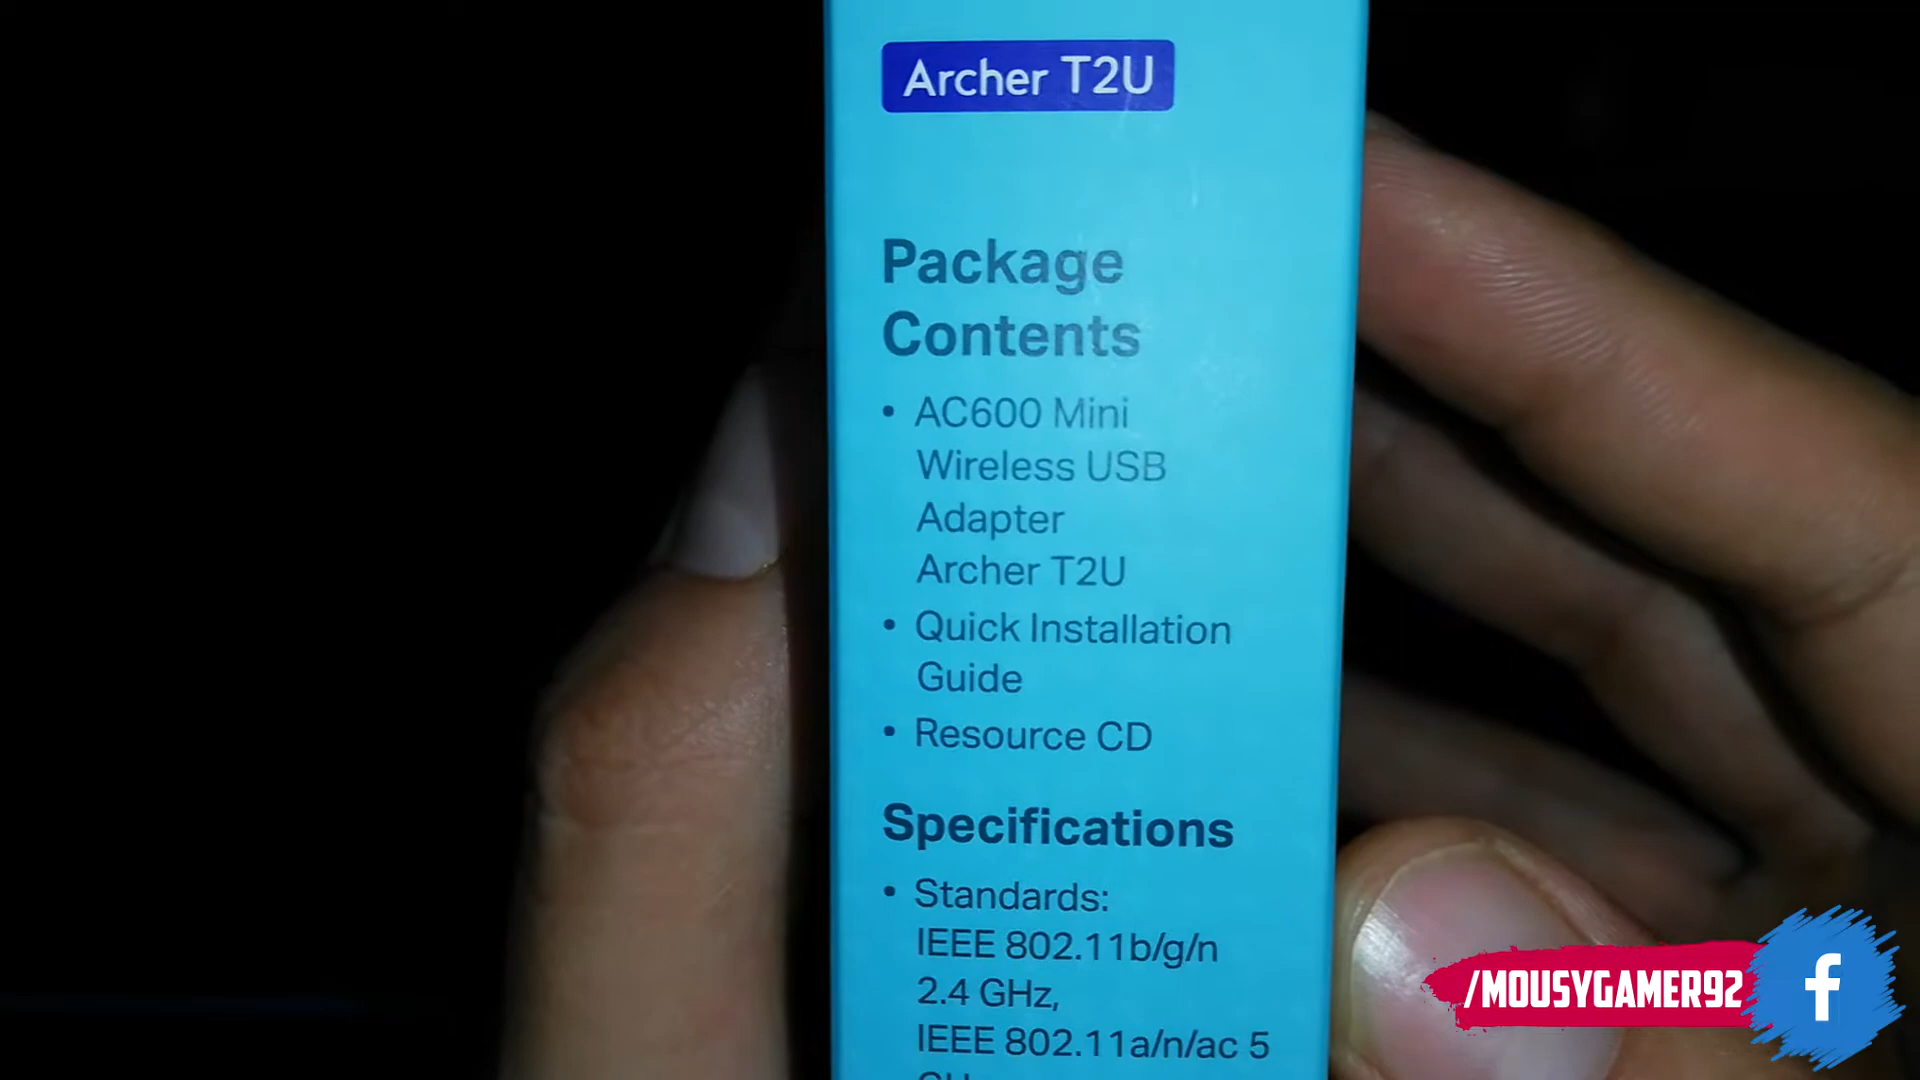 Archer T2U
Package
Contents
• AC600 Mini
Wireless USB
Adapter
Archer T2U
• Quick Installation
Guide
• Resource CD
Specifications
• Standards:
IEEE 802.11b/g/n
2.4 GHz,
IEEE 802.11a/n/ac 5
/MOUSYGAMER92 f